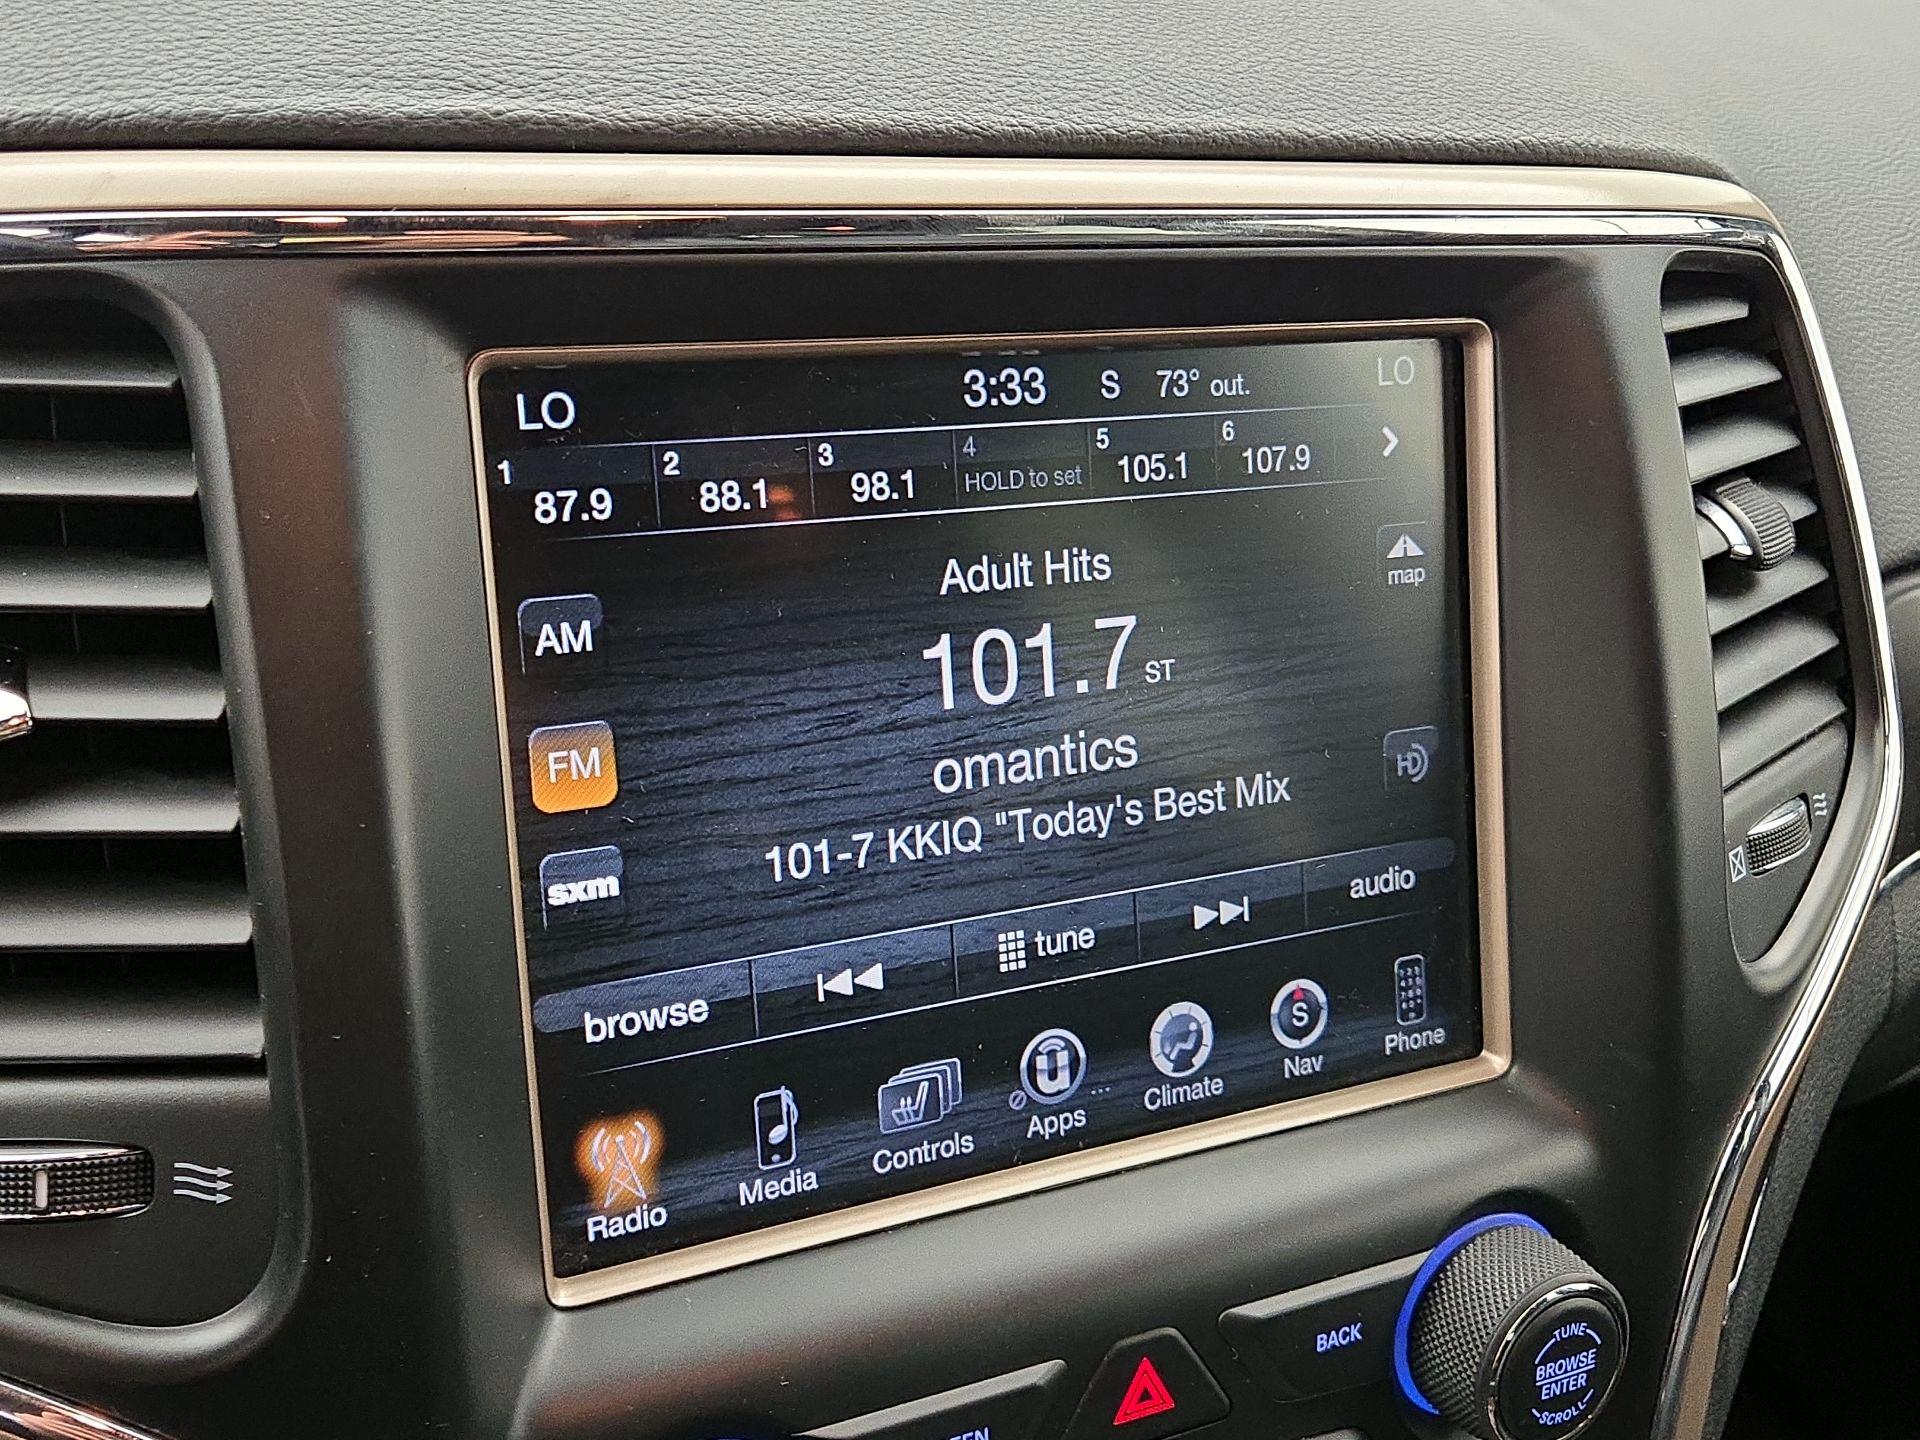 LO 3:33 S 73° out. LO
1 2 3 4 5 6
87.9 88.1 98.1 HOLD to set 105.1 107.9
Adult Hits
map
AM
101.7 ST
FM
omantics
HD
101-7 KKIQ "Today's Best Mix
sxm
browse tune audio
Radio Media Controls Apps Climate Nav Phone
S
BACK
TUNE
BROWSE
ENTER
SCROLL